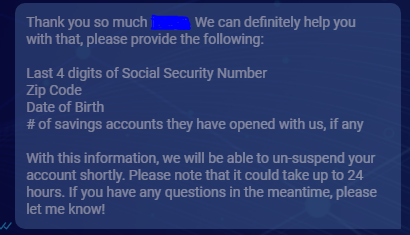 Thank you so much We can definitely help you
with that, please provide the following:
Last 4 digits of Social Security Number
Zip Code
Date of Birth
# of savings accounts they have opened with us, if any
With this information, we will be able to un-suspend your
account shortly. Please note that it could take up to 24
hours. If you have any questions in the meantime, please
let me know!